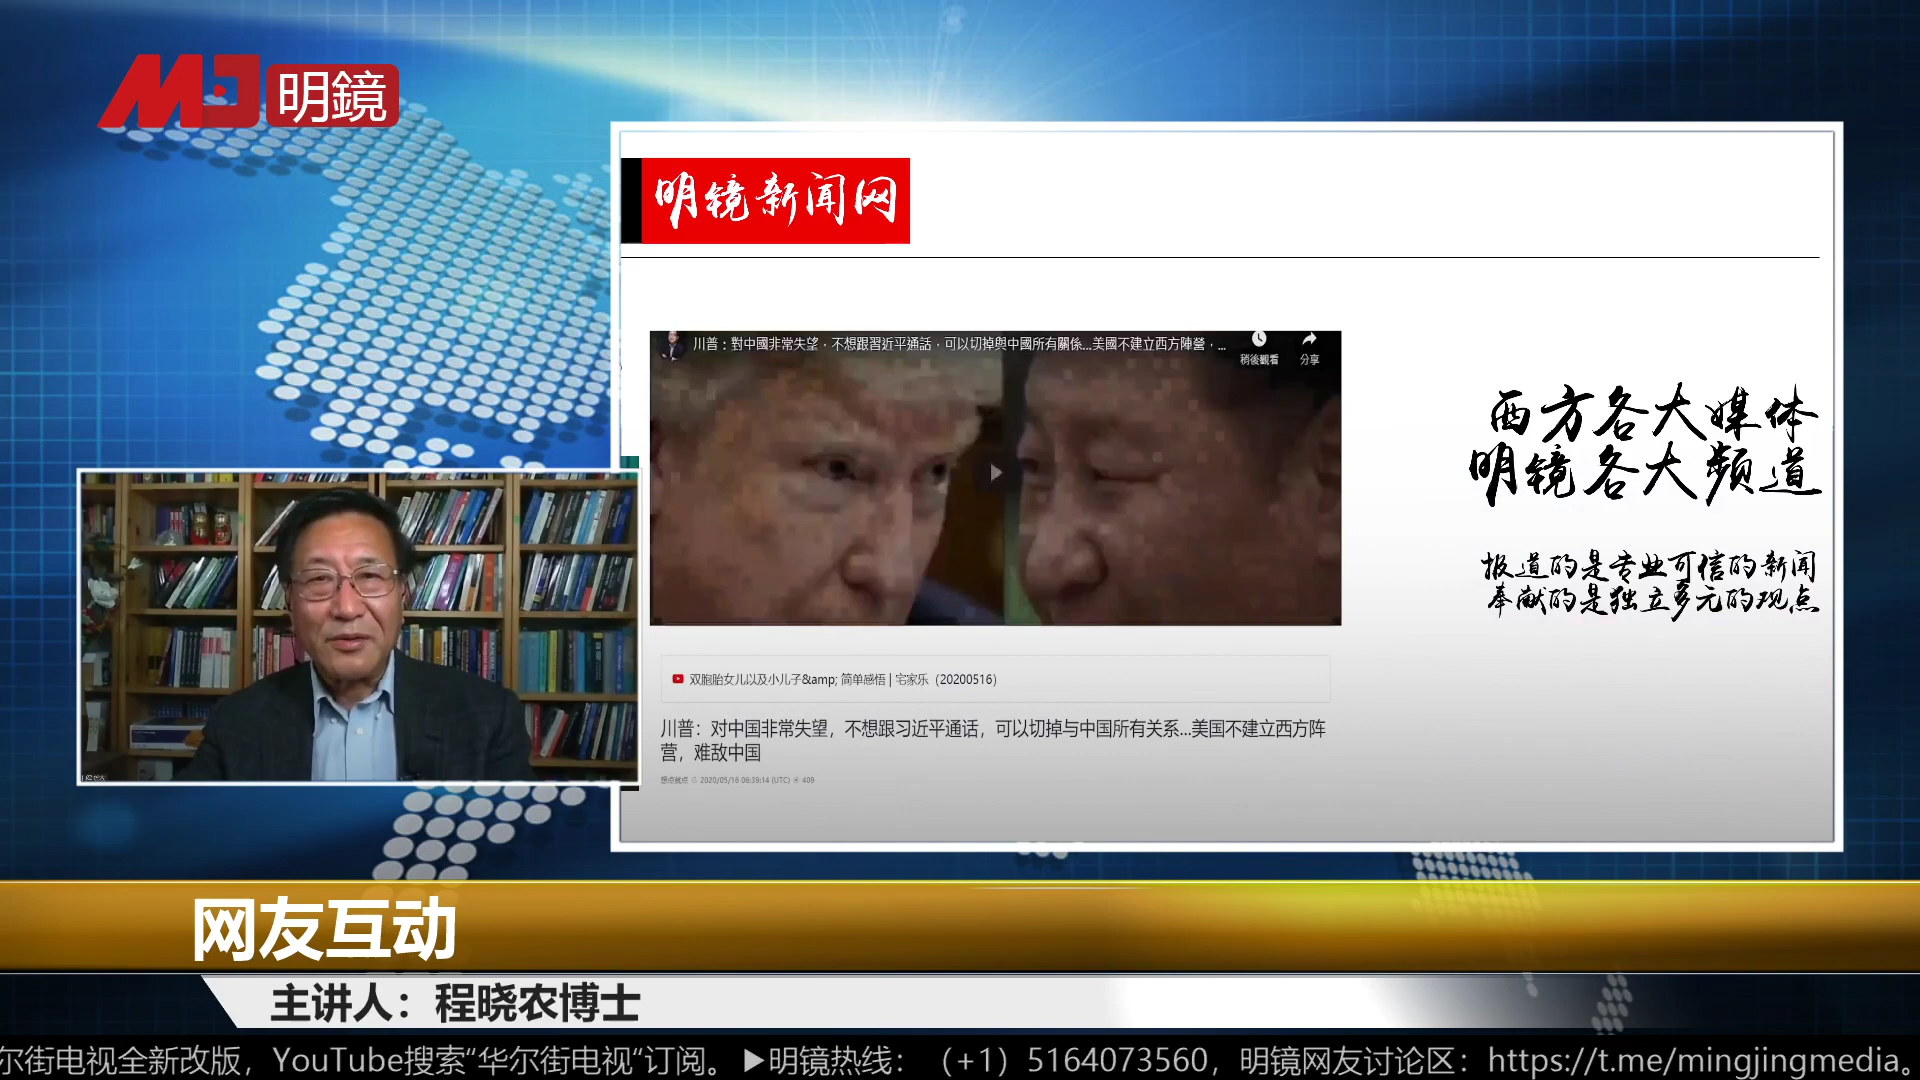 MJ 明鏡
明镜新闻网
川普：對中國非常失望，不想跟習近平通話，可以切掉與中國所有關係...美國不建立西方陣營，...
稍後觀看
分享
西方各大媒体
明镜各大频道
报道的是专业可信的新闻
奉献的是独立多元的观点
双胞胎女儿以及小儿子&amp; 简单感悟 | 宅家乐（20200516）
川普：对中国非常失望，不想跟习近平通话，可以切掉与中国所有关系...美国不建立西方阵
营，难敌中国
2020/05/16 06:39:14 (UTC) 409
网友互动
主讲人：程晓农博士
尔街电视全新改版，YouTube搜索“华尔街电视“订阅。▶明镜热线：（+1）5164073560，明镜网友讨论区：https://t.me/mingjingmedia。